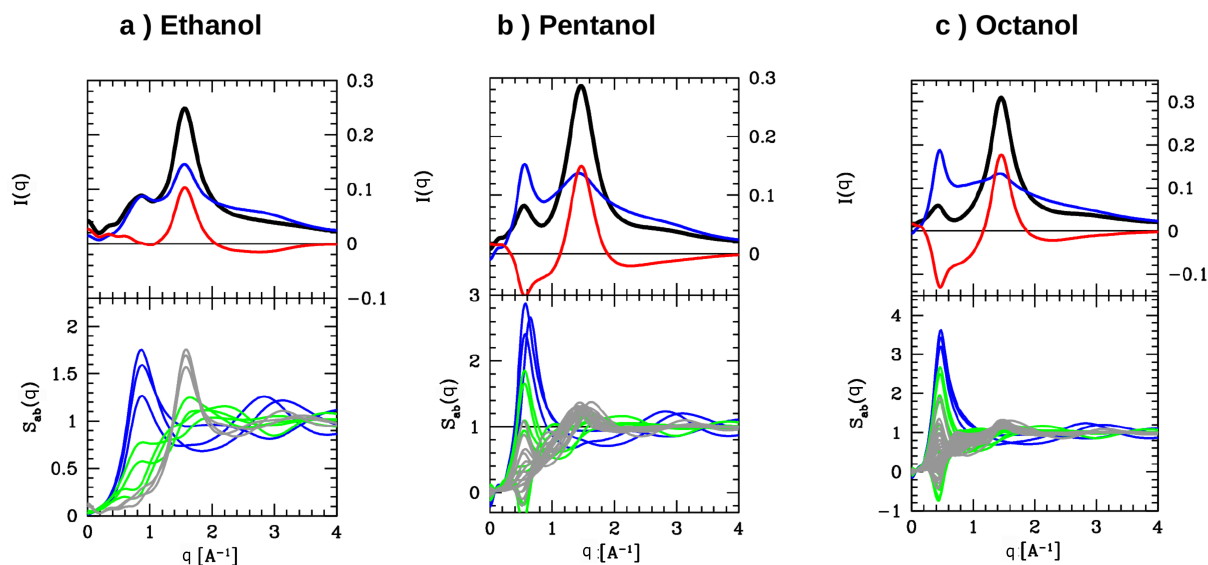 a ) Ethanol
b ) Pentanol
c ) Octanol
I(q)
0.3
0.2
0.1
0
−0.1
I(q)
0.3
0.2
0.1
0
I(q)
0.3
0.2
0.1
0
−0.1
S_ab(q)
2
1.5
1
0.5
0
0 1 2 3 4
q [A⁻¹]
S_ab(q)
3
2
1
0
0 1 2 3 4
q :[A⁻¹]
S_ab(q)
4
3
2
1
0
−1
0 1 2 3 4
q [A⁻¹]